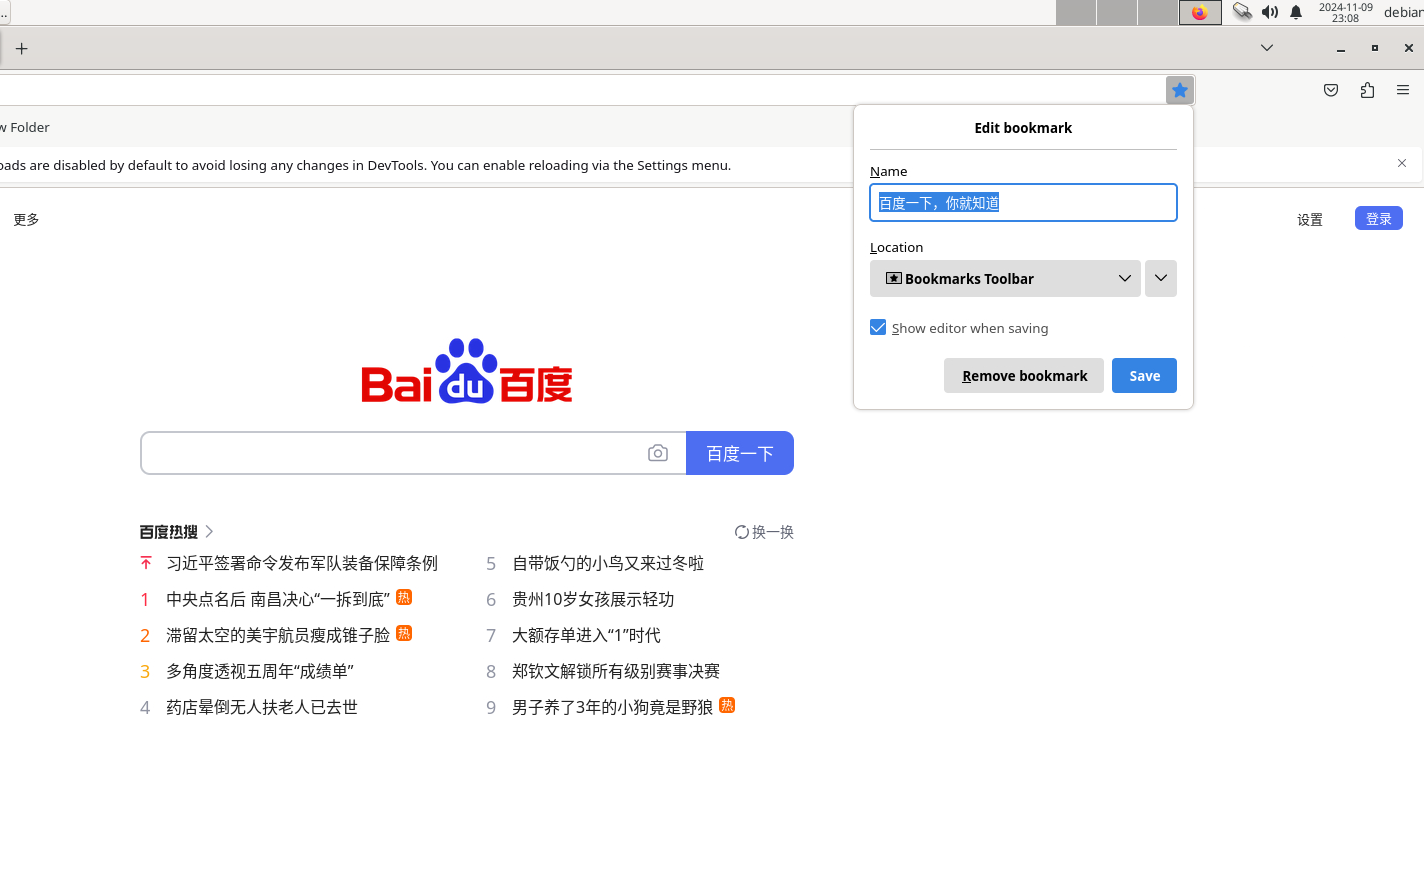 ...
2024-11-09
23:08
debian
w Folder
oads are disabled by default to avoid losing any changes in DevTools. You can enable reloading via the Settings menu.
Edit bookmark
Name
百度一下，你就知道
Location
Bookmarks Toolbar
Show editor when saving
Remove bookmark
Save
更多
设置
登录
Bai du 百度
百度一下
百度热搜
换一换
习近平签署命令发布军队装备保障条例
1 中央点名后 南昌决心“一拆到底” 热
2 滞留太空的美宇航员瘦成锥子脸 热
3 多角度透视五周年“成绩单”
4 药店晕倒无人扶老人已去世
5 自带饭勺的小鸟又来过冬啦
6 贵州10岁女孩展示轻功
7 大额存单进入“1”时代
8 郑钦文解锁所有级别赛事决赛
9 男子养了3年的小狗竟是野狼 热